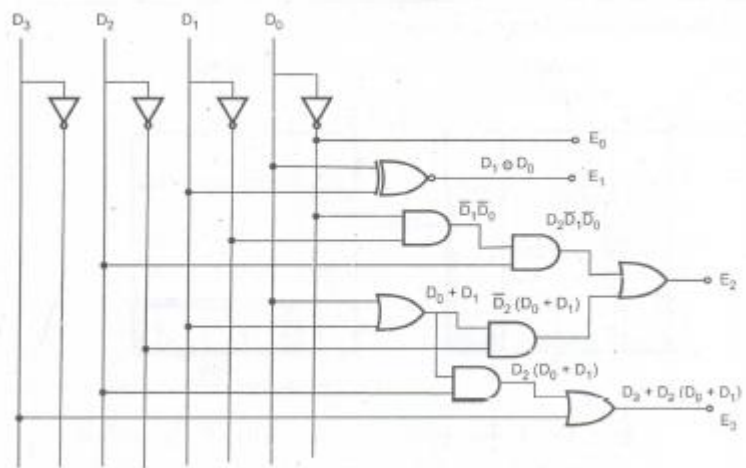 D₃ D₂ D₁ D₀
E₀
D₁ ⊙ D₀
E₁
D̅₁D̅₀
D₂D̅₁D̅₀
E₂
D₀ + D₁
D̅₂ (D₀ + D₁)
D₂ (D₀ + D₁)
D₃ + D₂ (D₀ + D₁)
E₃